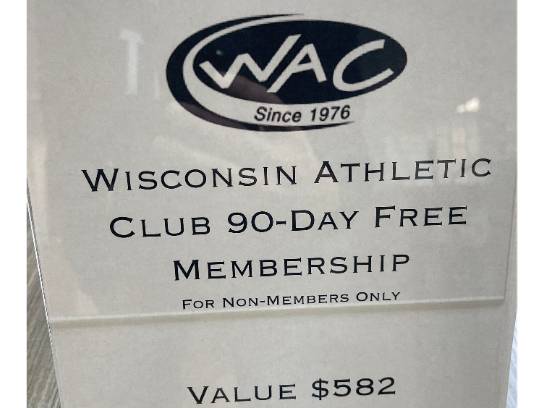 WAC
Since 1976
WISCONSIN ATHLETIC
CLUB 90-DAY FREE
MEMBERSHIP
FOR NON-MEMBERS ONLY
VALUE $582